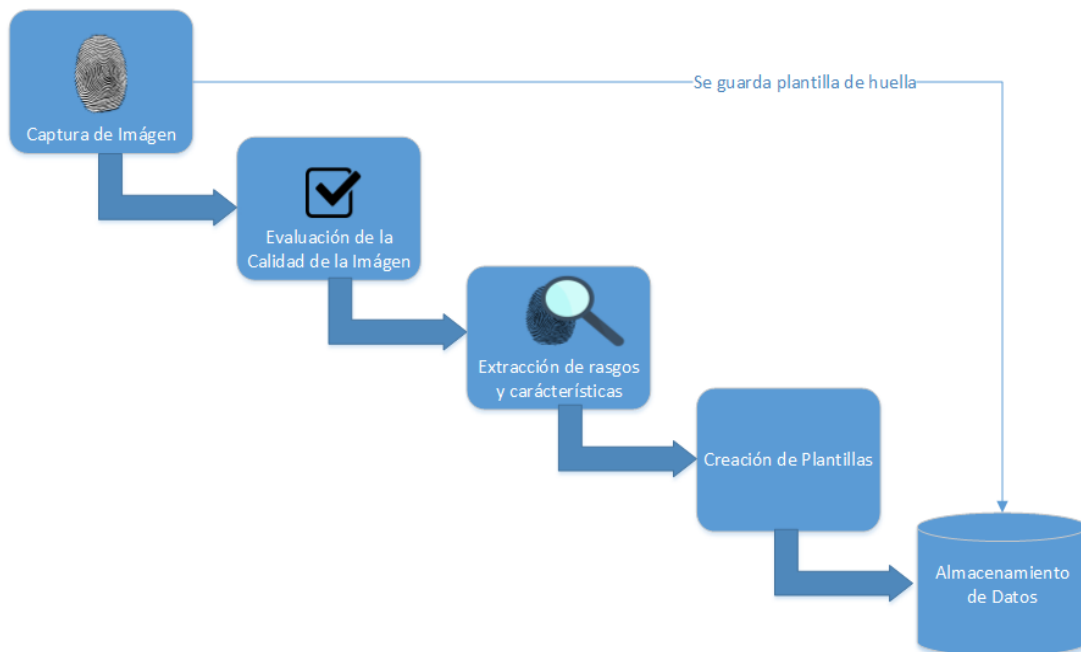 Captura de Imágen
Se guarda plantilla de huella
Evaluación de la
Calidad de la Imágen
Extracción de rasgos
y carácterísticas
Creación de Plantillas
Almacenamiento
de Datos